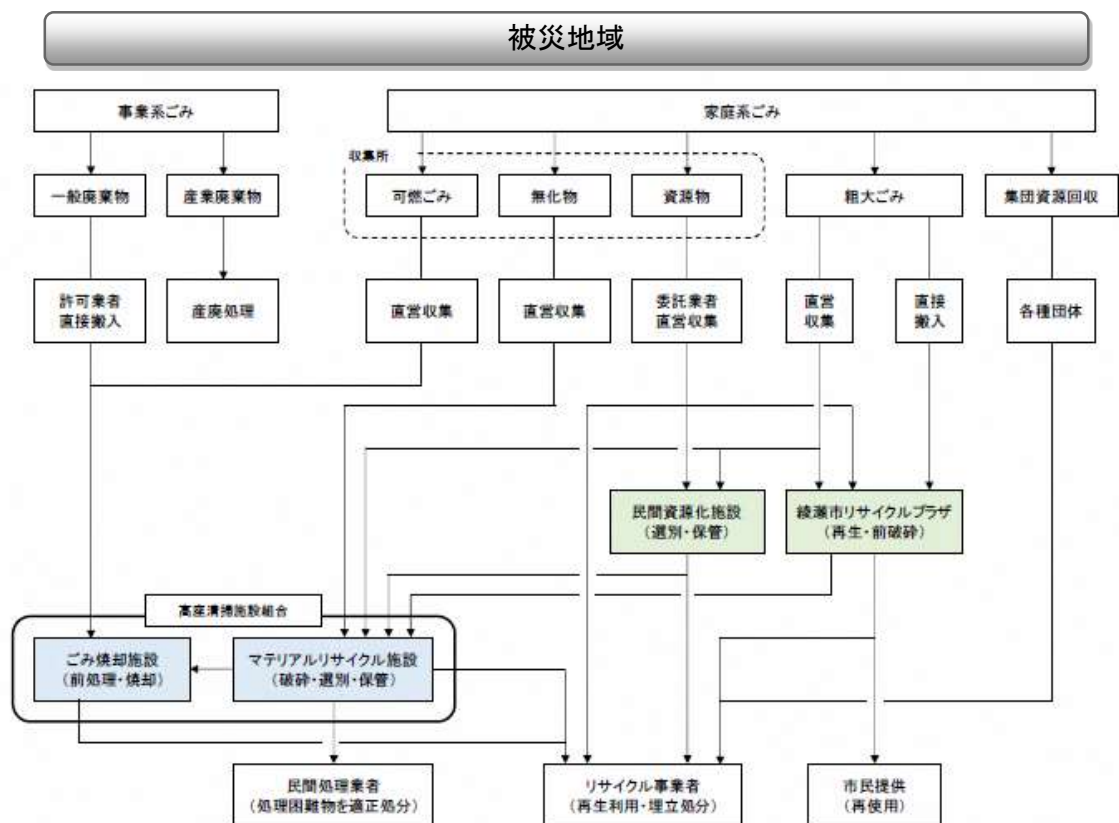 被災地域
事業系ごみ
家庭系ごみ
収集所
一般廃棄物
産業廃棄物
可燃ごみ
無化物
資源物
粗大ごみ
集団資源回収
許可業者
直接搬入
産廃処理
直営収集
直営収集
委託業者
直営収集
直営
収集
直接
搬入
各種団体
民間資源化施設
(選別・保管)
綾瀬市リサイクルプラザ
(再生・前破砕)
高座清掃施設組合
ごみ焼却施設
(前処理・焼却)
マテリアルリサイクル施設
(破砕・選別・保管)
民間処理業者
(処理困難物を適正処分)
リサイクル事業者
(再生利用・埋立処分)
市民提供
(再使用)